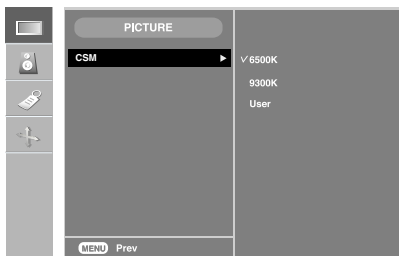 PICTURE
CSM ▶
✓ 6500K
9300K
User
MENU Prev